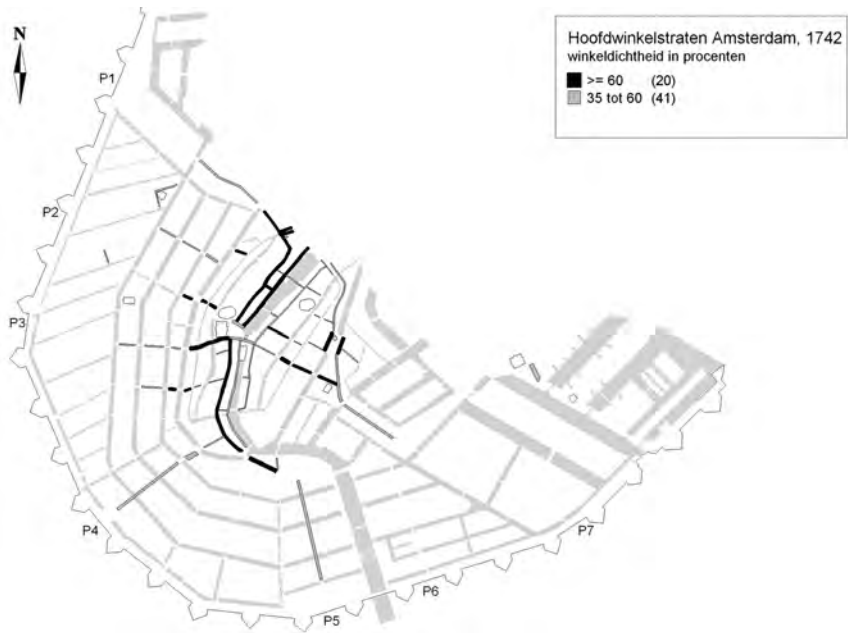 N
Hoofdwinkelstraten Amsterdam, 1742
winkeldichtheid in procenten
>= 60 (20)
35 tot 60 (41)
P1
P2
P3
P4
P5
P6
P7